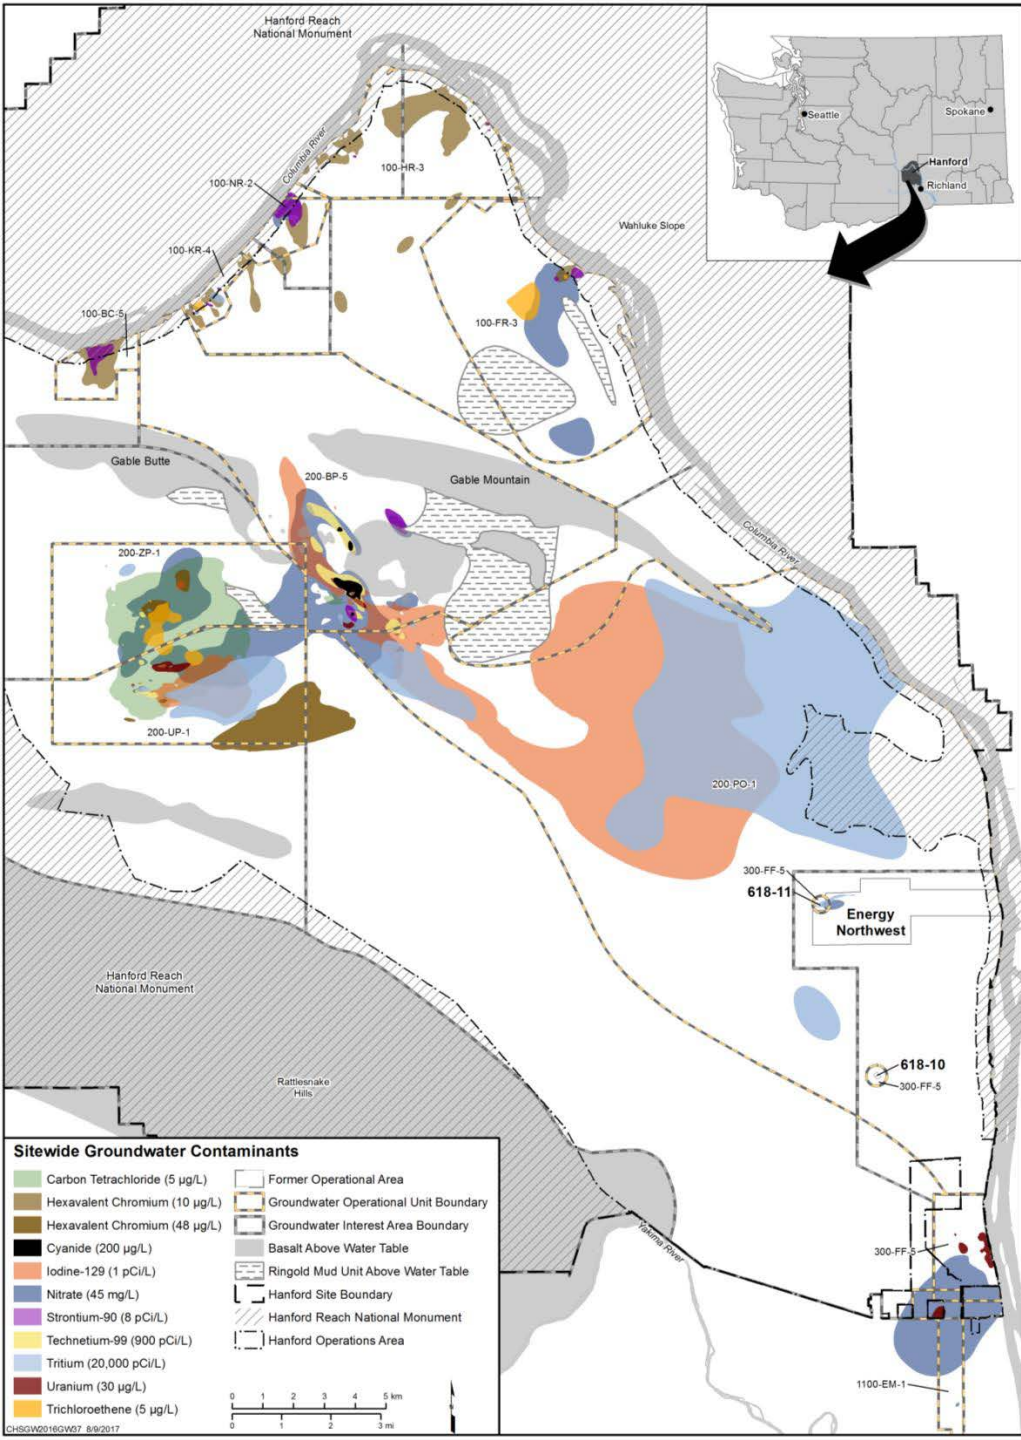 Hanford Reach
National Monument
Seattle
Spokane
Hanford
Richland
Columbia River
100-HR-3
100-NR-2
Wahluke Slope
100-KR-4
100-BC-5
100-FR-3
Gable Butte
200-BP-5
Gable Mountain
Columbia River
200-ZP-1
200-UP-1
200-PO-1
300-FF-5
618-11
Energy
Northwest
Hanford Reach
National Monument
618-10
300-FF-5
Rattlesnake
Hills
Yakima River
300-FF-5
1100-EM-1
Sitewide Groundwater Contaminants
Carbon Tetrachloride (5 µg/L)
Hexavalent Chromium (10 µg/L)
Hexavalent Chromium (48 µg/L)
Cyanide (200 µg/L)
Iodine-129 (1 pCi/L)
Nitrate (45 mg/L)
Strontium-90 (8 pCi/L)
Technetium-99 (900 pCi/L)
Tritium (20,000 pCi/L)
Uranium (30 µg/L)
Trichloroethene (5 µg/L)
Former Operational Area
Groundwater Operational Unit Boundary
Groundwater Interest Area Boundary
Basalt Above Water Table
Ringold Mud Unit Above Water Table
Hanford Site Boundary
Hanford Reach National Monument
Hanford Operations Area
0 1 2 3 4 5 km
0 1 2 3 mi
CHSGW2016GW37 8/9/2017